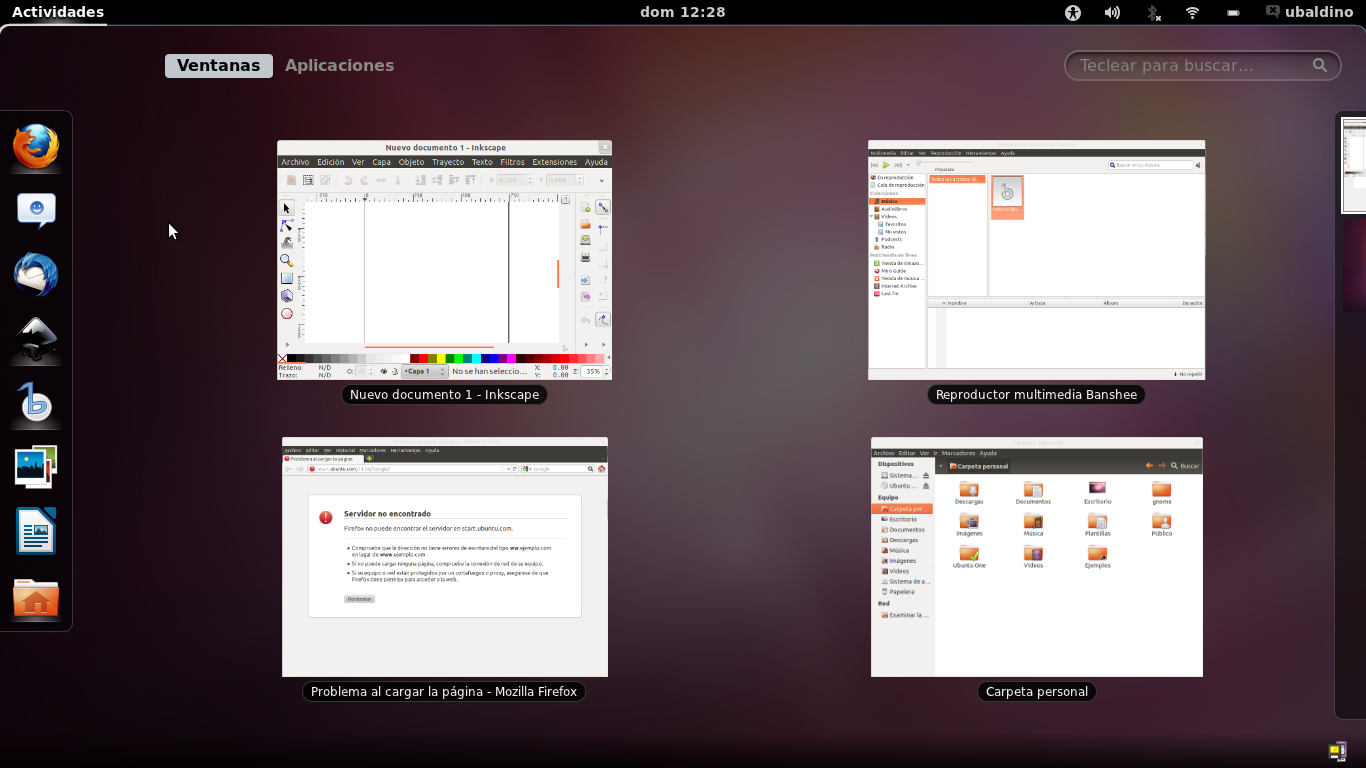 Actividades
dom 12:28
ubaldino
Ventanas
Aplicaciones
Teclear para buscar...
Nuevo documento 1 - Inkscape
Archivo Edición Ver Capa Objeto Trayecto Texto Filtros Extensiones Ayuda
X 0,000 Y 0,000
-250 0 250 500 750
Relleno: N/D
Trazo: N/D
O:
•Capa 1
No se han seleccio...
X: 0.00
Y: 0.00
Z: 35%
Nuevo documento 1 - Inkscape
Multimedia Editar Ver Reproducción Herramientas Ayuda
Buscar en su música
En reproducción
Cola de reproducción
Colecciones
Música
Audiolibros
Vídeos
Favoritos
No vistos
Podcasts
Radio
Multimedia en línea
Tienda de Amazo...
Miro Guide
Tienda de música ...
Internet Archive
Last.fm
Nombre Artista Álbum Duración
No repetir
Reproductor multimedia Banshee
Archivo Editar Ver Historial Marcadores Herramientas Ayuda
Problema al cargar la página
start.ubuntu.com/11.04/Google/
Google
Servidor no encontrado
Firefox no puede encontrar el servidor en start.ubuntu.com.
• Compruebe que la dirección no tiene errores de escritura del tipo ww.ejemplo.com
en lugar de www.ejemplo.com
• Si no puede cargar ninguna página, compruebe la conexión de red de su equipo.
• Si su equipo o red están protegidos por un cortafuegos o proxy, asegúrese de que
Firefox tiene permiso para acceder a la web.
Reintentar
Problema al cargar la página - Mozilla Firefox
Carpeta personal
Archivo Editar Ver Ir Marcadores Ayuda
Carpeta personal
Buscar
Dispositivos
Sistema...
Ubuntu ...
Equipo
Carpeta per...
Escritorio
Documentos
Descargas
Música
Imágenes
Vídeos
Sistema de a...
Papelera
Red
Examinar la ...
Descargas Documentos Escritorio gnome
Imágenes Música Plantillas Público
Ubuntu One Vídeos Ejemplos
Carpeta personal